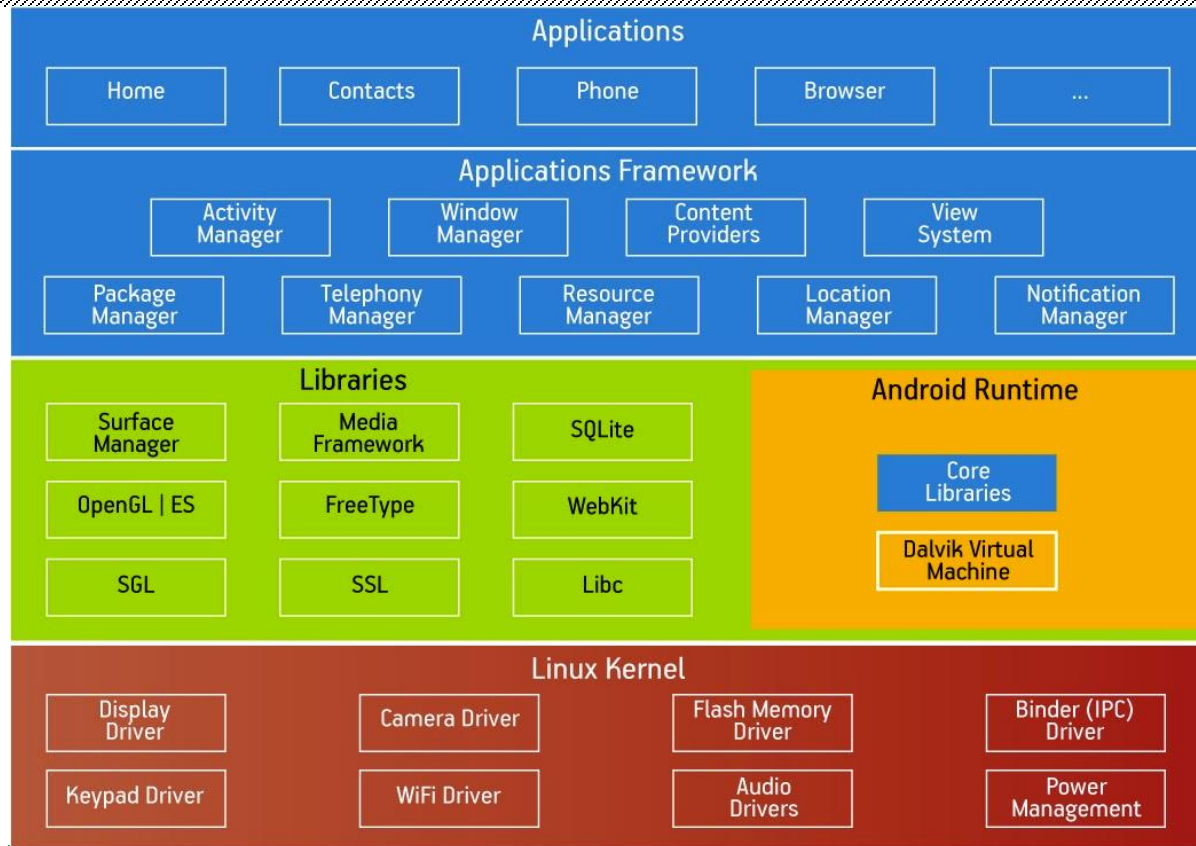 Applications
Home
Contacts
Phone
Browser
...
Applications Framework
Activity
Manager
Window
Manager
Content
Providers
View
System
Package
Manager
Telephony
Manager
Resource
Manager
Location
Manager
Notification
Manager
Libraries
Surface
Manager
Media
Framework
SQLite
OpenGL | ES
FreeType
WebKit
SGL
SSL
Libc
Android Runtime
Core
Libraries
Dalvik Virtual
Machine
Linux Kernel
Display
Driver
Camera Driver
Flash Memory
Driver
Binder (IPC)
Driver
Keypad Driver
WiFi Driver
Audio
Drivers
Power
Management